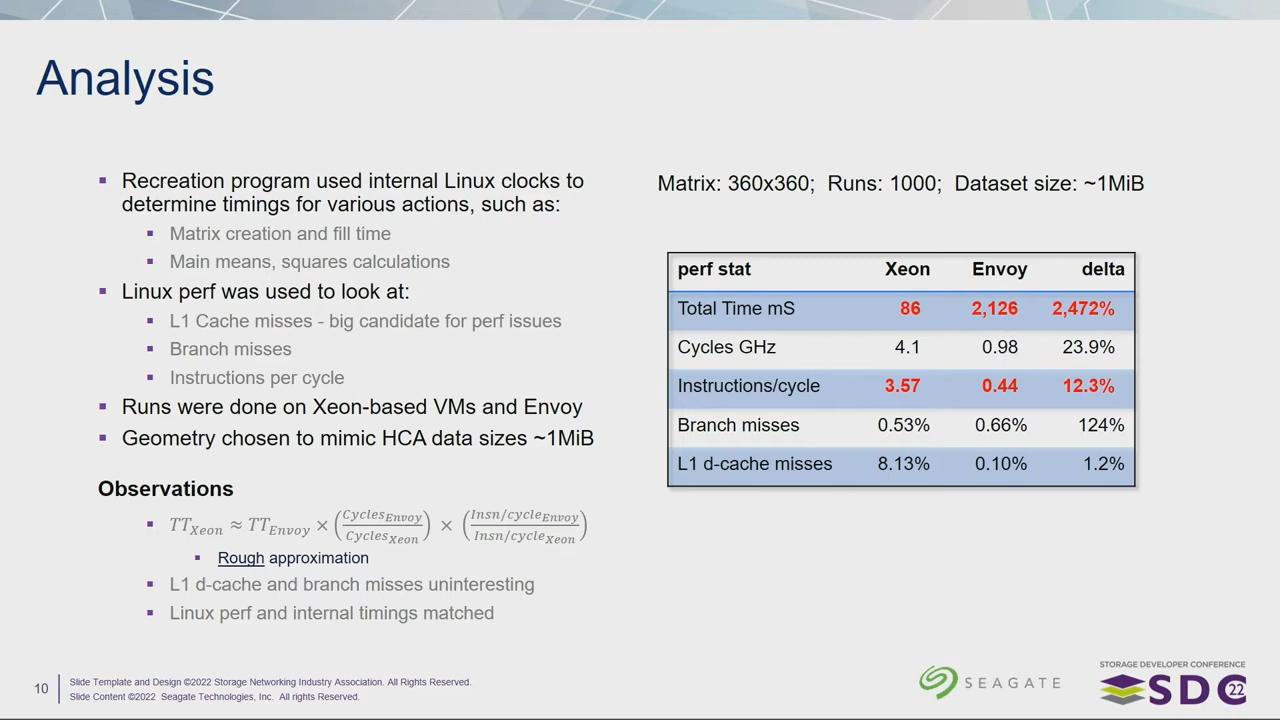 Analysis
Recreation program used internal Linux clocks to
determine timings for various actions, such as:
Matrix creation and fill time
Main means, squares calculations
Linux perf was used to look at:
L1 Cache misses - big candidate for perf issues
Branch misses
Instructions per cycle
Runs were done on Xeon-based VMs and Envoy
Geometry chosen to mimic HCA data sizes ~1MiB
Observations
TT_Xeon ≈ TT_Envoy × (Cycles_Envoy / Cycles_Xeon) × (Insn/cycle_Envoy / Insn/cycle_Xeon)
Rough approximation
L1 d-cache and branch misses uninteresting
Linux perf and internal timings matched
Matrix: 360x360; Runs: 1000; Dataset size: ~1MiB
perf stat Xeon Envoy delta
Total Time mS 86 2,126 2,472%
Cycles GHz 4.1 0.98 23.9%
Instructions/cycle 3.57 0.44 12.3%
Branch misses 0.53% 0.66% 124%
L1 d-cache misses 8.13% 0.10% 1.2%
10
Slide Template and Design ©2022 Storage Networking Industry Association. All Rights Reserved.
Slide Content ©2022 Seagate Technologies, Inc. All rights Reserved.
SEAGATE
STORAGE DEVELOPER CONFERENCE
SDC 22